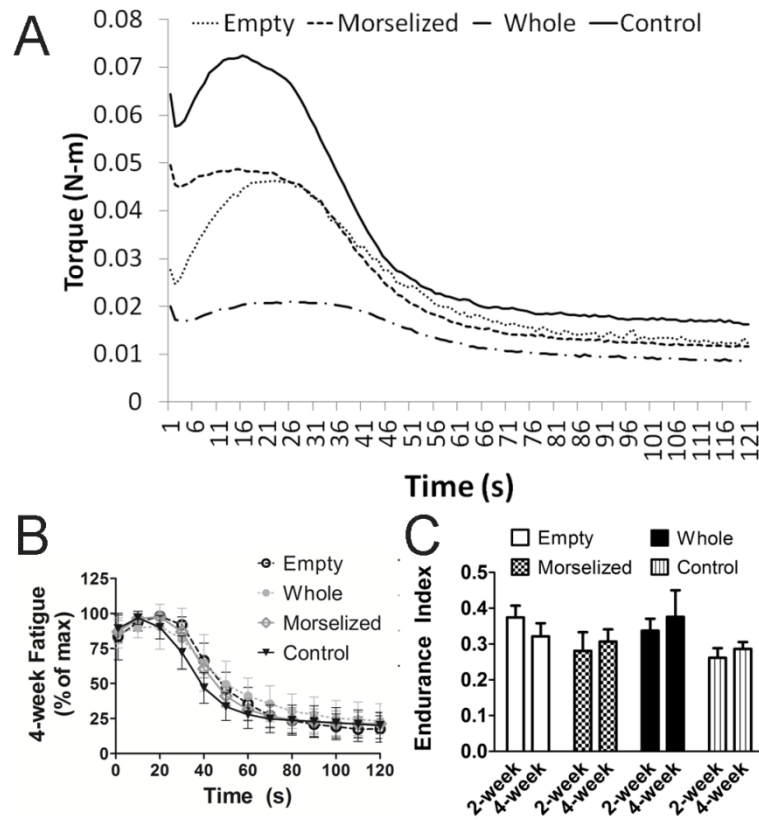 A
Empty Morselized Whole Control
Torque (N-m)
0.08
0.07
0.06
0.05
0.04
0.03
0.02
0.01
0
1 6 11 16 21 26 31 36 41 46 51 56 61 66 71 76 81 86 91 96 101 106 111 116 121
Time (s)
B
Empty
Whole
Morselized
Control
4-week Fatigue
(% of max)
125
100
75
50
25
0
0 20 40 60 80 100 120
Time (s)
C
Empty Whole
Morselized Control
Endurance Index
0.5
0.4
0.3
0.2
0.1
0.0
2-week 4-week 2-week 4-week 2-week 4-week 2-week 4-week